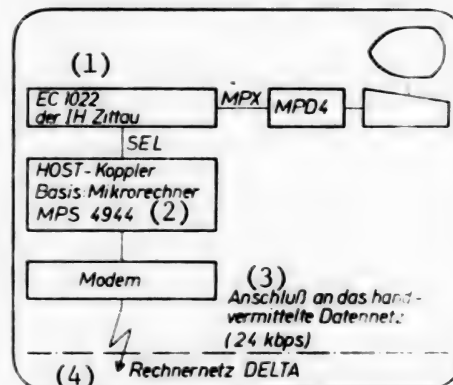 (1)
EC 1022
der IH Zittau
MPX
MPD4
SEL
HOST-Koppler
Basis: Mikrorechner
MPS 4944 (2)
Modem
(3)
Anschluß an das hand-
vermittelte Datennetz
(24 kbps)
(4) Rechnernetz DELTA